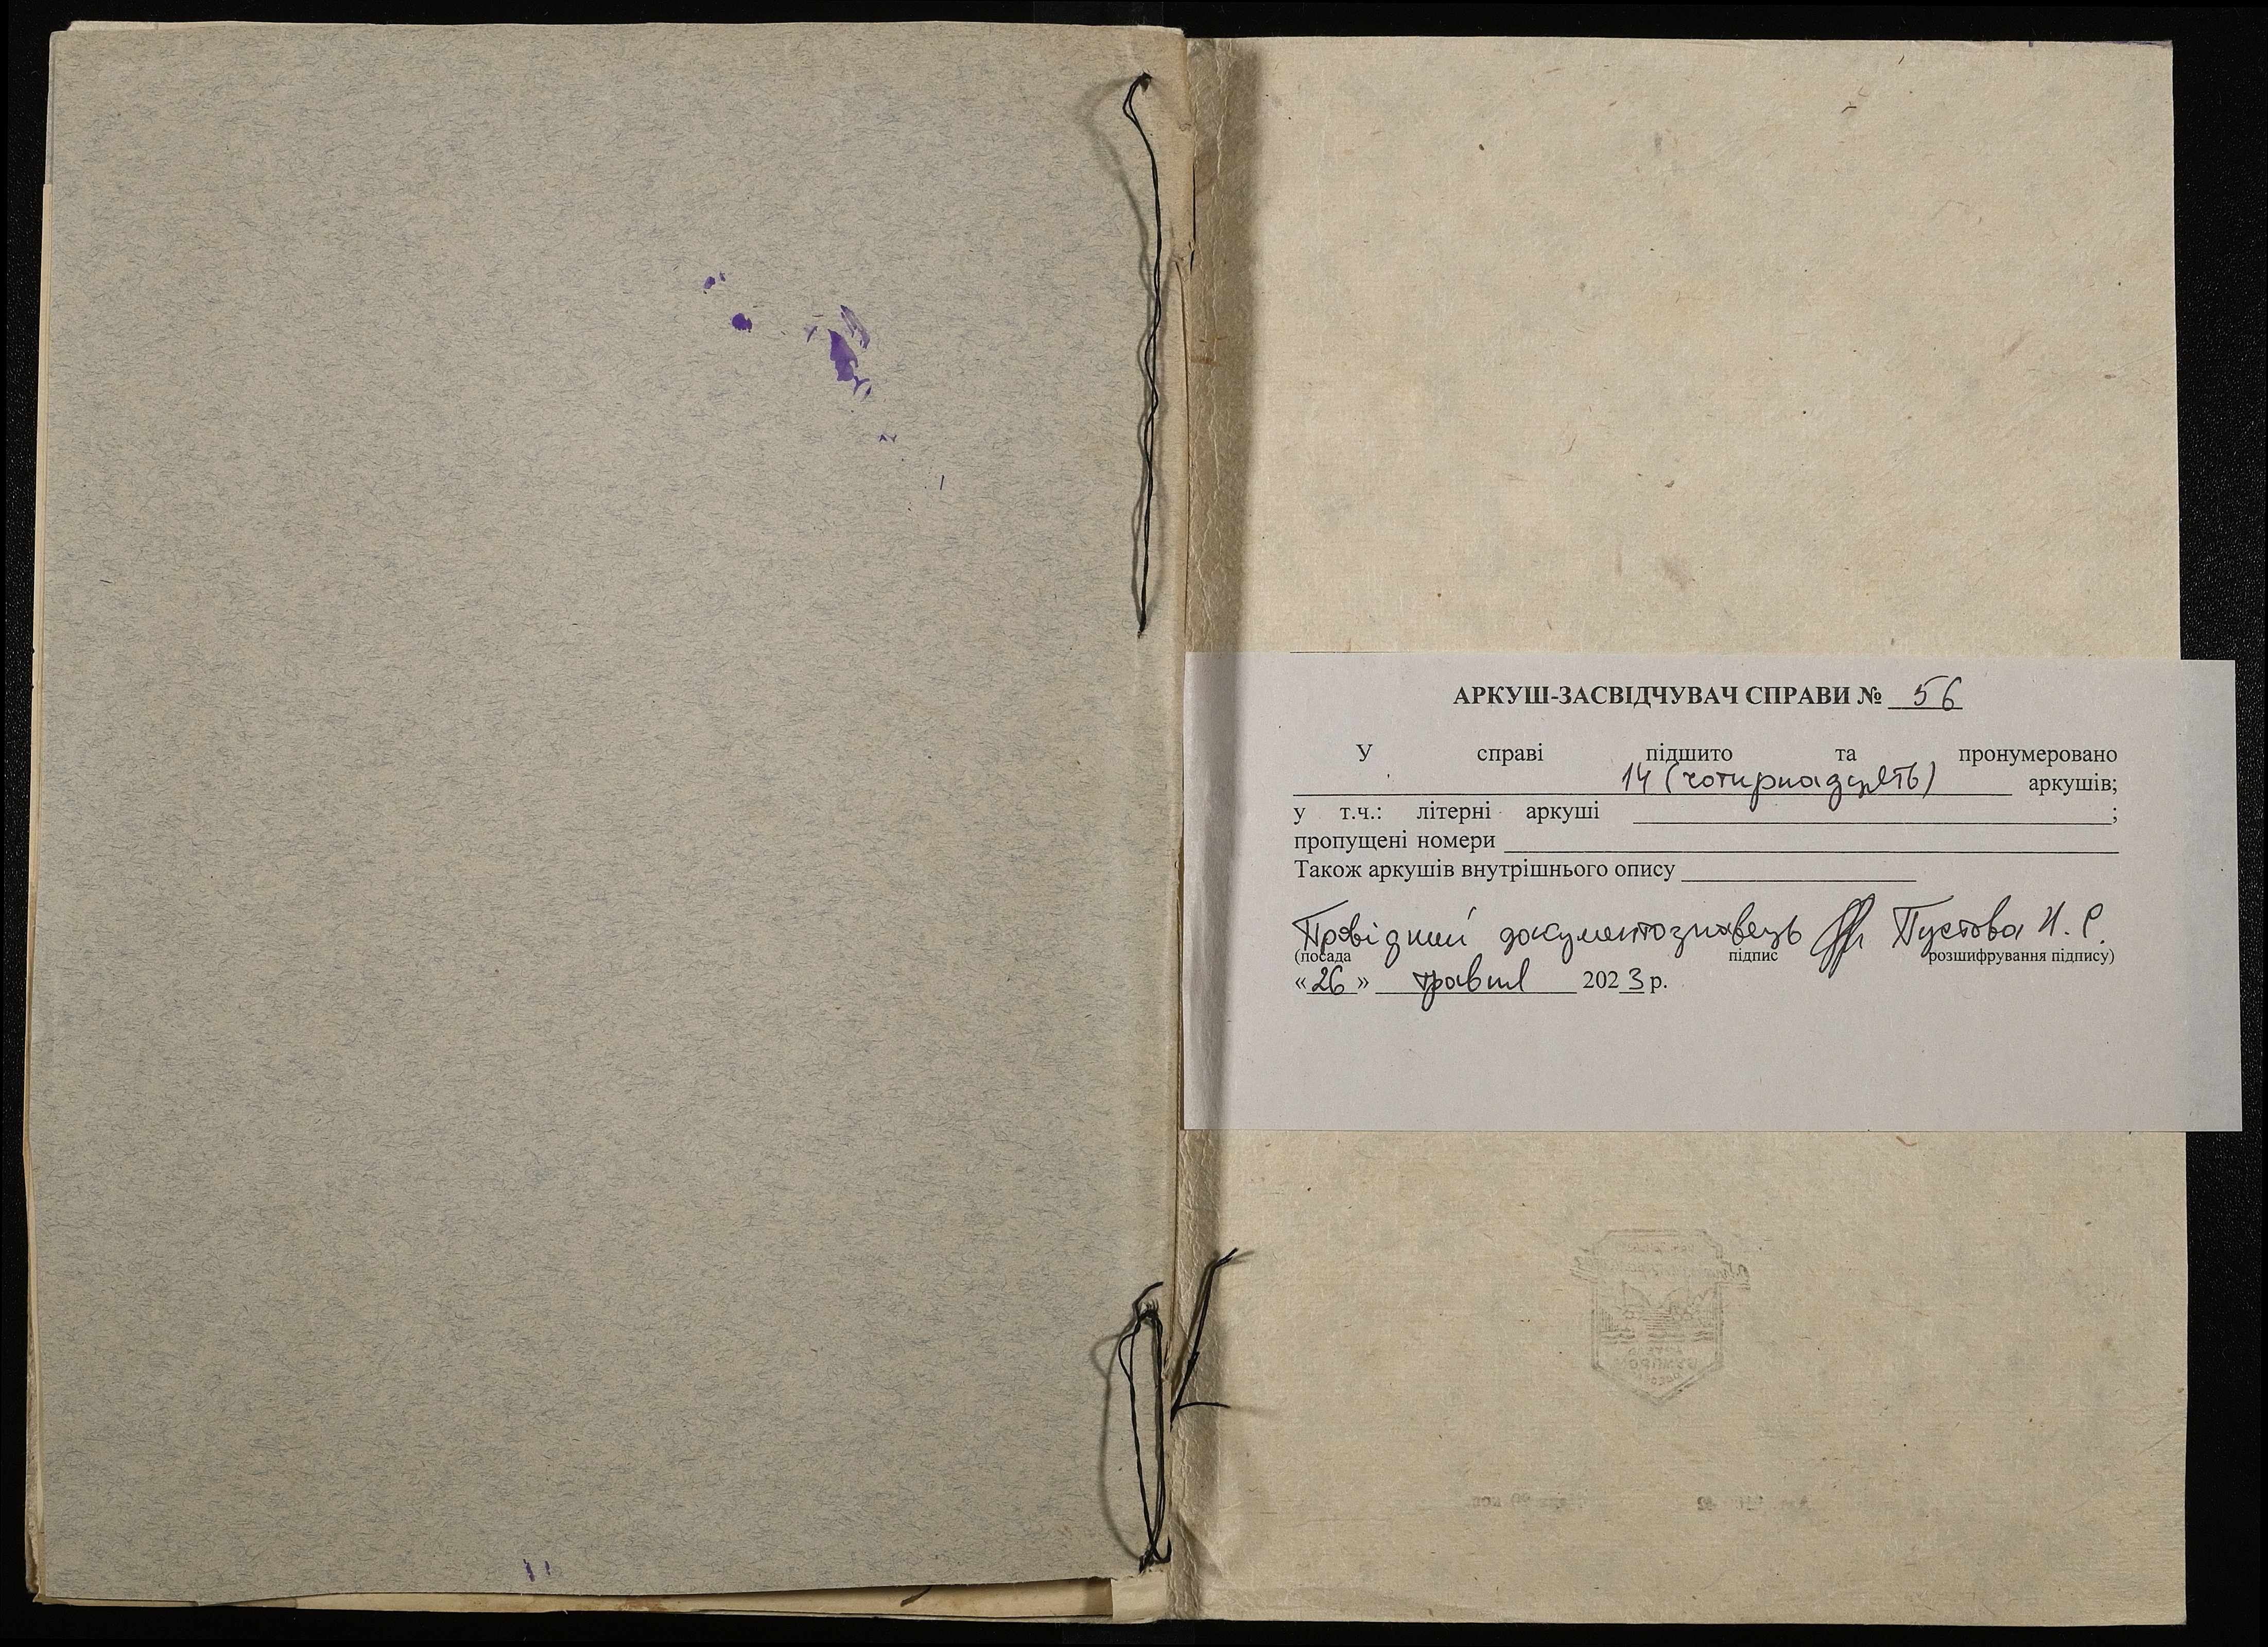 АРКУШ-ЗАСВІДЧУВАЧ СПРАВИ № 56
У справі підшито та пронумеровано
14 (чотирнадцять) аркушів;
у т.ч.: літерні аркуші ;
пропущені номери
Також аркушів внутрішнього опису
Провідний документознавець Пустова И. С.
(посада підпис розшифрування підпису)
«26» травня 2023 р.